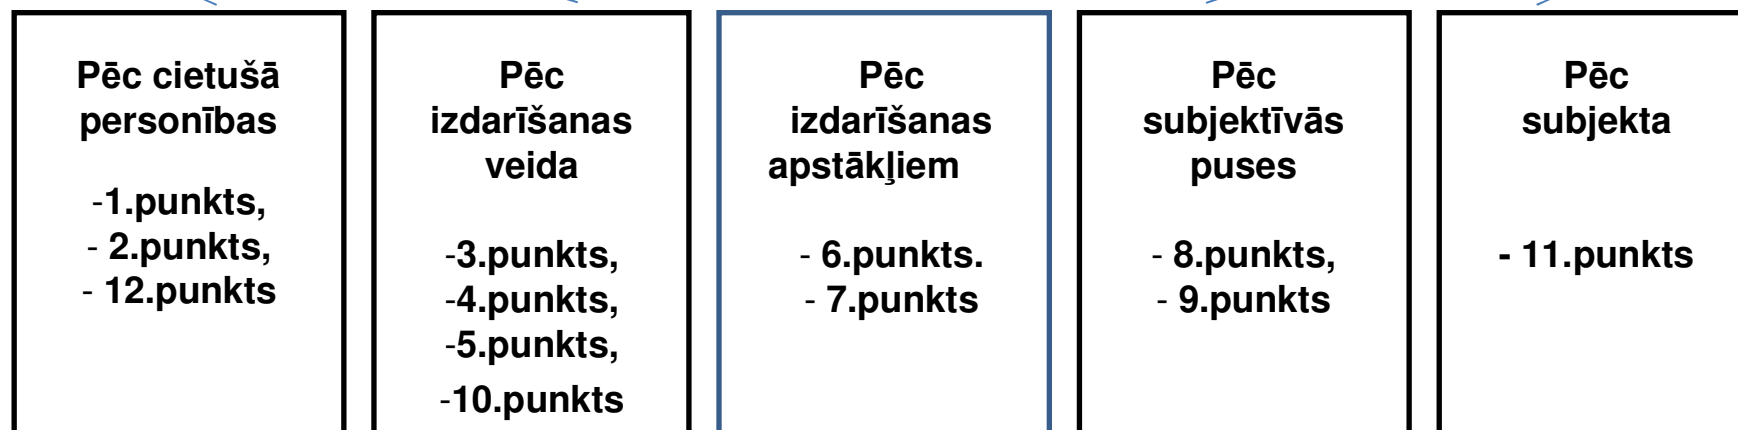 Pēc cietušā
personības
-1.punkts,
- 2.punkts,
- 12.punkts
Pēc
izdarīšanas
veida
-3.punkts,
-4.punkts,
-5.punkts,
-10.punkts
Pēc
izdarīšanas
apstākļiem
- 6.punkts.
- 7.punkts
Pēc
subjektīvās
puses
- 8.punkts,
- 9.punkts
Pēc
subjekta
- 11.punkts